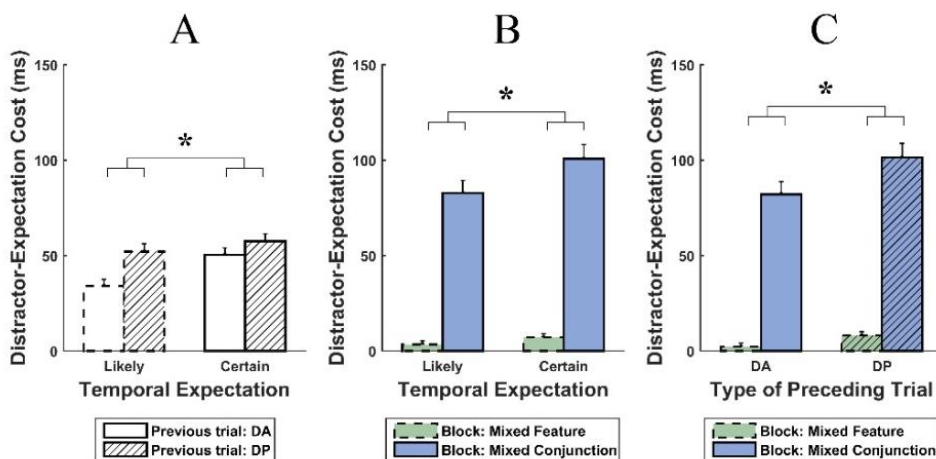 A
Distractor-Expectation Cost (ms)
150
100
50
0
*
Likely
Certain
Temporal Expectation
Previous trial: DA
Previous trial: DP
B
Distractor-Expectation Cost (ms)
150
100
50
0
*
Likely
Certain
Temporal Expectation
Block: Mixed Feature
Block: Mixed Conjunction
C
Distractor-Expectation Cost (ms)
150
100
50
0
*
DA
DP
Type of Preceding Trial
Block: Mixed Feature
Block: Mixed Conjunction